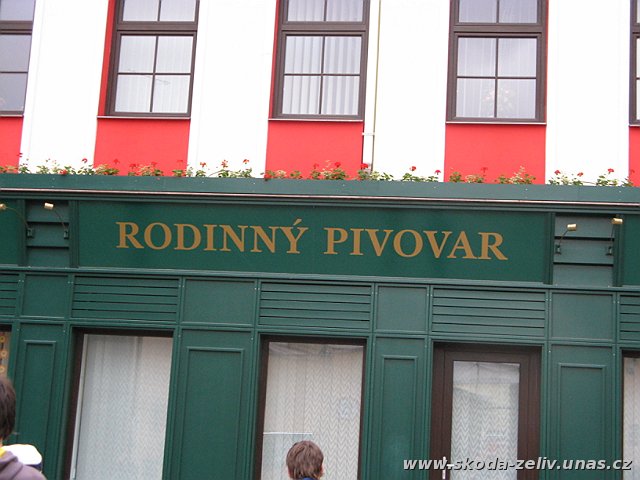 RODINNÝ PIVOVAR
www.skoda-zeliv.unas.cz